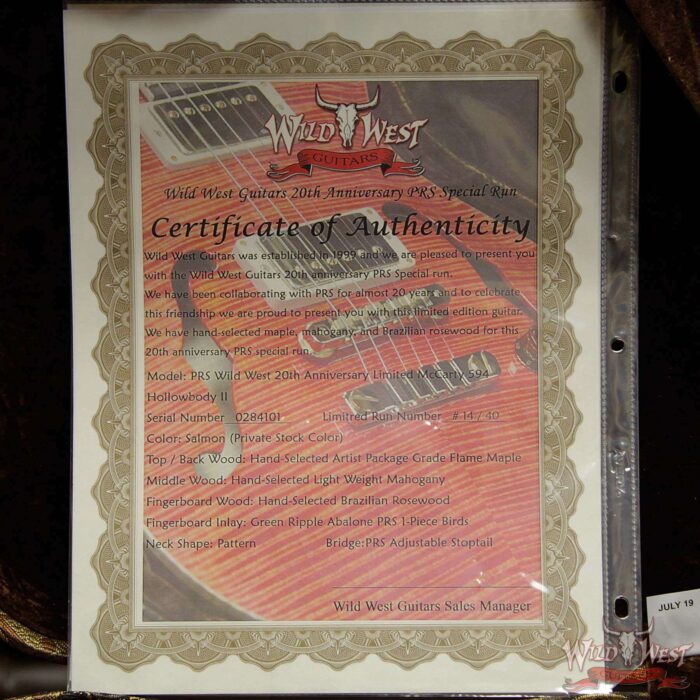 WILD WEST
GUITARS
Wild West Guitars 20th Anniversary PRS Special Run
Certificate of Authenticity
Wild West Guitars was established in 1999 and we are pleased to present you
with the Wild West Guitars 20th anniversary PRS Special run.
We have been collaborating with PRS for almost 20 years and to celebrate
this friendship we are proud to present you with this limited edition guitar.
We have hand-selected maple, mahogany, and Brazilian rosewood for this
20th anniversary PRS special run.
Model: PRS Wild West 20th Anniversary Limited McCarty 594
Hollowbody II
Serial Number 0284101 Limitred Run Number #14/40
Color: Salmon (Private Stock Color)
Top / Back Wood: Hand-Selected Artist Package Grade Flame Maple
Middle Wood: Hand-Selected Light Weight Mahogany
Fingerboard Wood: Hand-Selected Brazilian Rosewood
Fingerboard Inlay: Green Ripple Abalone PRS 1-Piece Birds
Neck Shape: Pattern Bridge:PRS Adjustable Stoptail
Wild West Guitars Sales Manager
JULY 19
WILD WEST
GUITARS